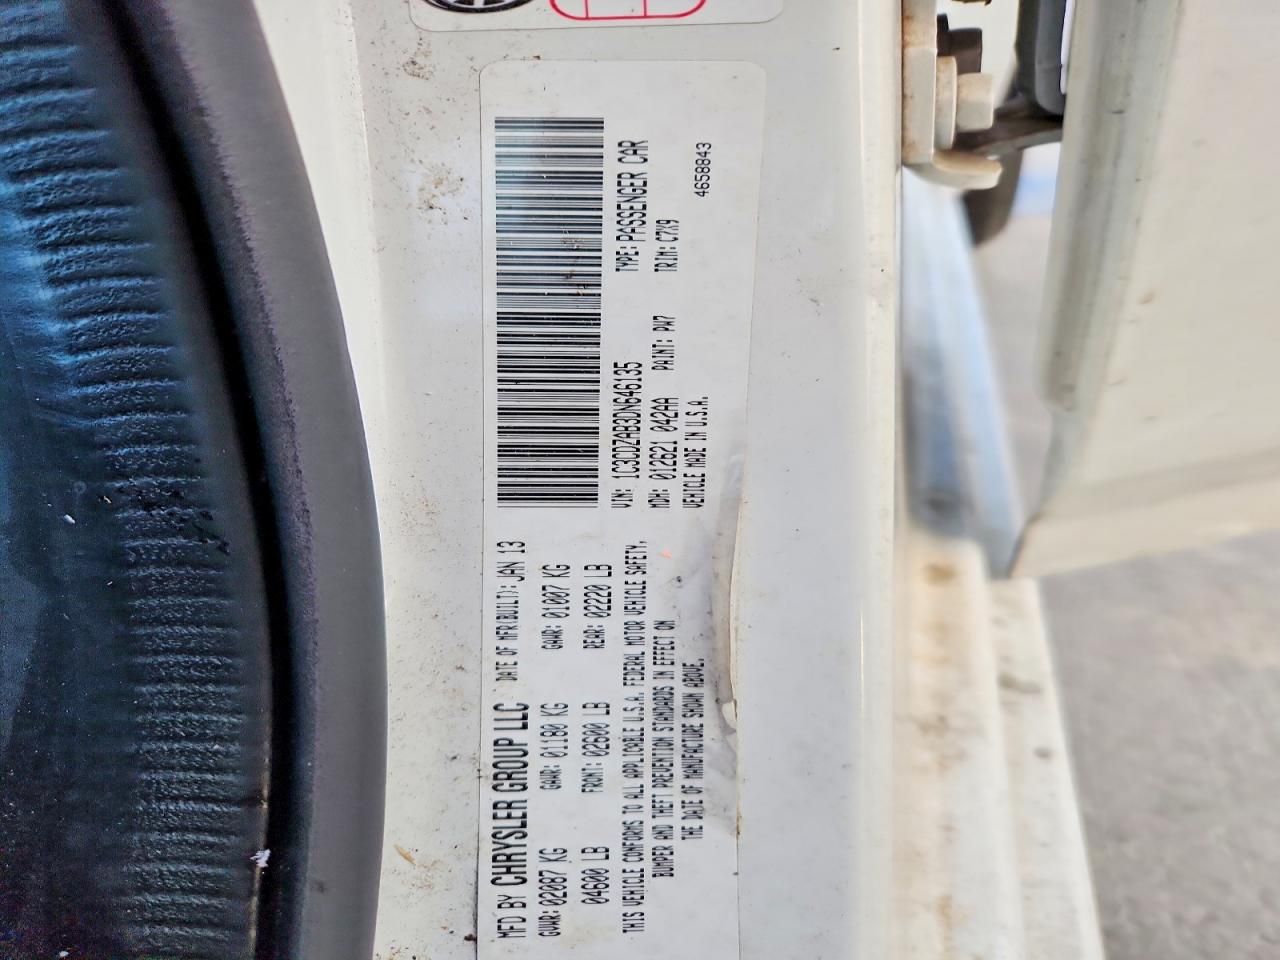 MFD BY CHRYSLER GROUP LLC DATE OF MFR(BUILT): JAN 13
GVWR: 02087 KG GAWR: 01180 KG GAWR: 01007 KG
04600 LB FRONT: 02600 LB REAR: 02220 LB
THIS VEHICLE CONFORMS TO ALL APPLICABLE U.S.A. FEDERAL MOTOR VEHICLE SAFETY,
BUMPER AND THEFT PREVENTION STANDARDS IN EFFECT ON
THE DATE OF MANUFACTURE SHOWN ABOVE.
VIN: 1C3CDZAB3DN646135 TYPE: PASSENGER CAR
MDH: 012621 042AA PAINT: PW7 TRIM: C7X9
VEHICLE MADE IN U.S.A.
4658843